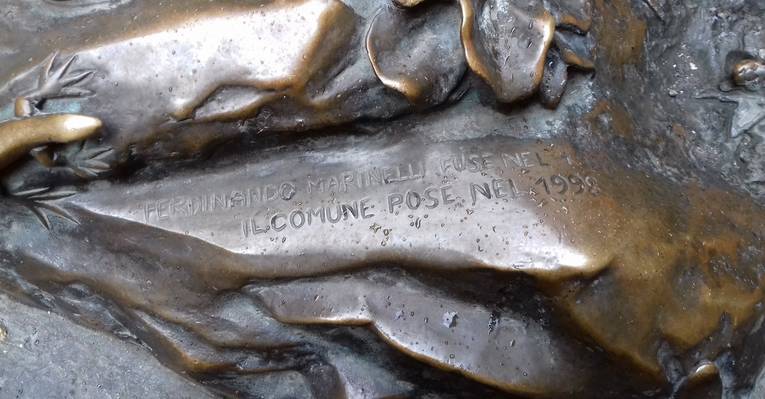 FERDINANDO MARINELLI FUSE NEL
IL COMUNE POSE NEL 1998